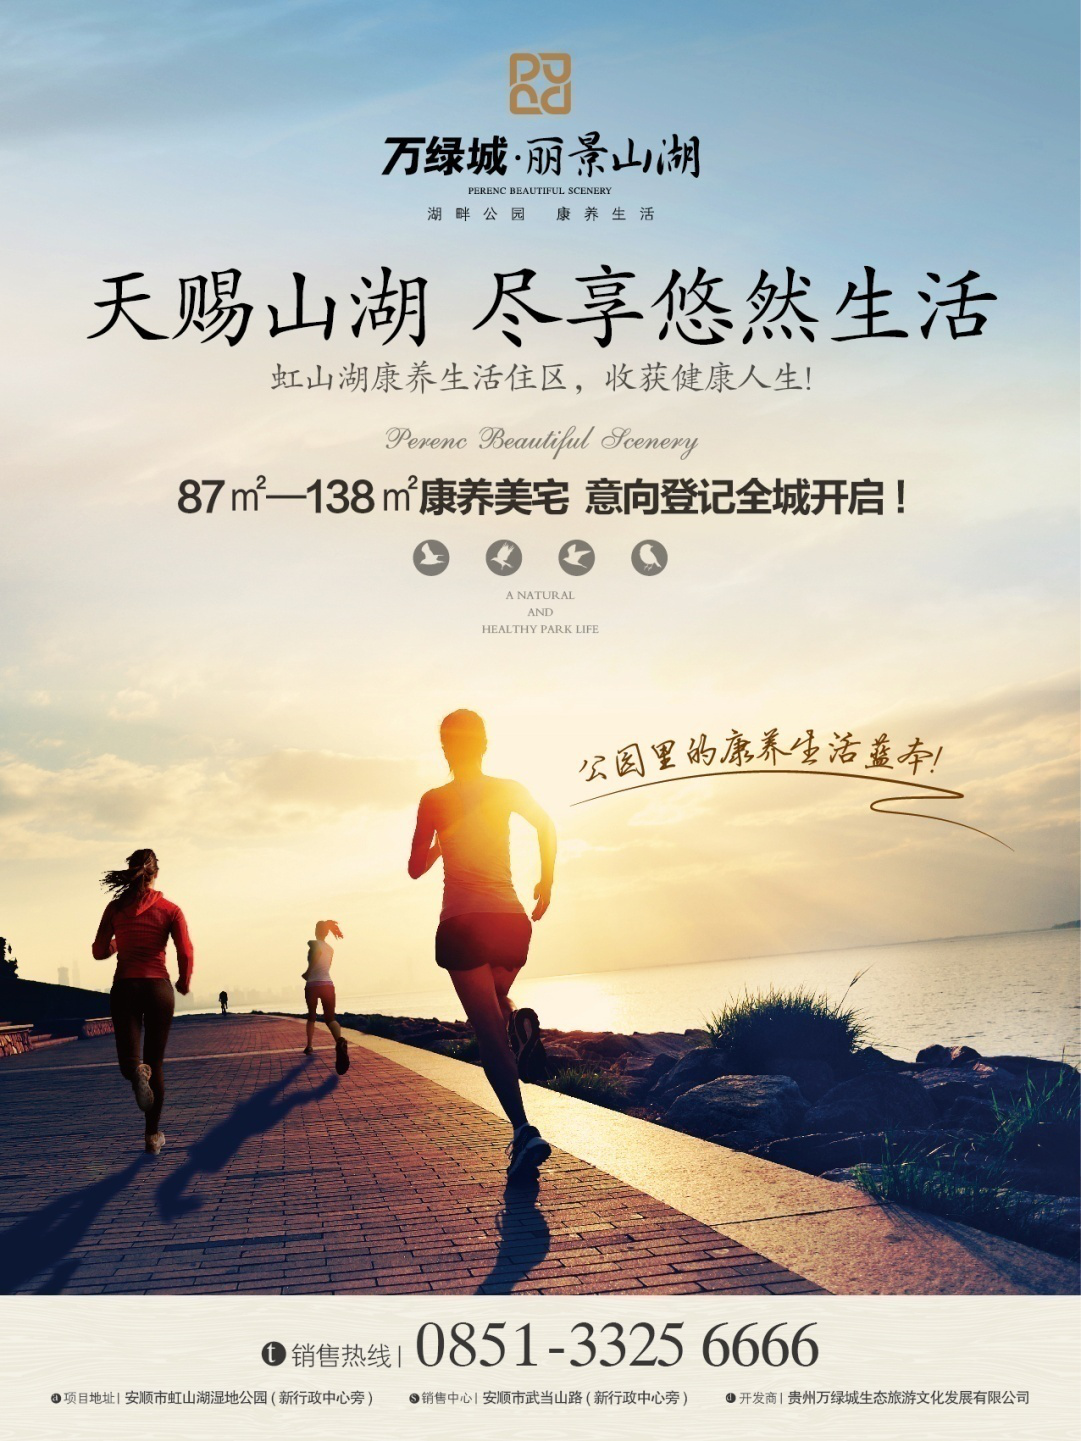 万绿城·丽景山湖
PERENC BEAUTIFUL SCENERY
湖畔公园 康养生活
天赐山湖 尽享悠然生活
虹山湖康养生活住区，收获健康人生!
Perenc Beautiful Scenery
87㎡—138㎡康养美宅 意向登记全城开启！
A NATURAL
AND
HEALTHY PARK LIFE
公园里的康养生活蓝本!
销售热线| 0851-3325 6666
项目地址| 安顺市虹山湖湿地公园 ( 新行政中心旁 ) 销售中心| 安顺市武当山路 ( 新行政中心旁 ) 开发商| 贵州万绿城生态旅游文化发展有限公司